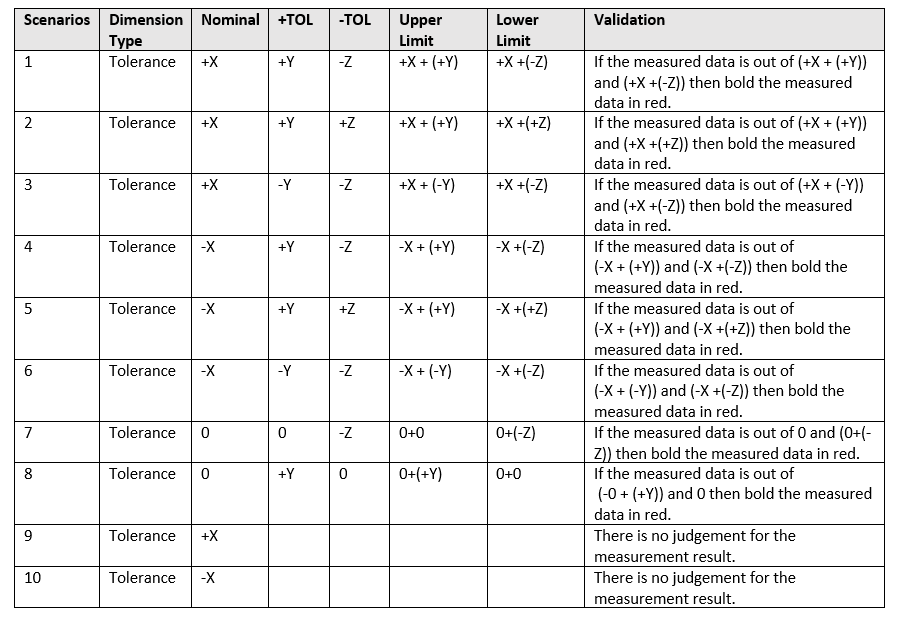 Scenarios Dimension Type Nominal +TOL -TOL Upper Limit Lower Limit Validation
1 Tolerance +X +Y -Z +X + (+Y) +X +(-Z) If the measured data is out of (+X + (+Y))
and (+X +(-Z)) then bold the measured
data in red.
2 Tolerance +X +Y +Z +X + (+Y) +X +(+Z) If the measured data is out of (+X + (+Y))
and (+X +(+Z)) then bold the measured
data in red.
3 Tolerance +X -Y -Z +X + (-Y) +X +(-Z) If the measured data is out of (+X + (-Y))
and (+X +(-Z)) then bold the measured
data in red.
4 Tolerance -X +Y -Z -X + (+Y) -X +(-Z) If the measured data is out of
(-X + (+Y)) and (-X +(-Z)) then bold the
measured data in red.
5 Tolerance -X +Y +Z -X + (+Y) -X +(+Z) If the measured data is out of
(-X + (+Y)) and (-X +(+Z)) then bold the
measured data in red.
6 Tolerance -X -Y -Z -X + (-Y) -X +(-Z) If the measured data is out of
(-X + (-Y)) and (-X +(-Z)) then bold the
measured data in red.
7 Tolerance 0 0 -Z 0+0 0+(-Z) If the measured data is out of 0 and (0+(-
Z)) then bold the measured data in red.
8 Tolerance 0 +Y 0 0+(+Y) 0+0 If the measured data is out of
(-0 + (+Y)) and 0 then bold the measured
data in red.
9 Tolerance +X There is no judgement for the
measurement result.
10 Tolerance -X There is no judgement for the
measurement result.